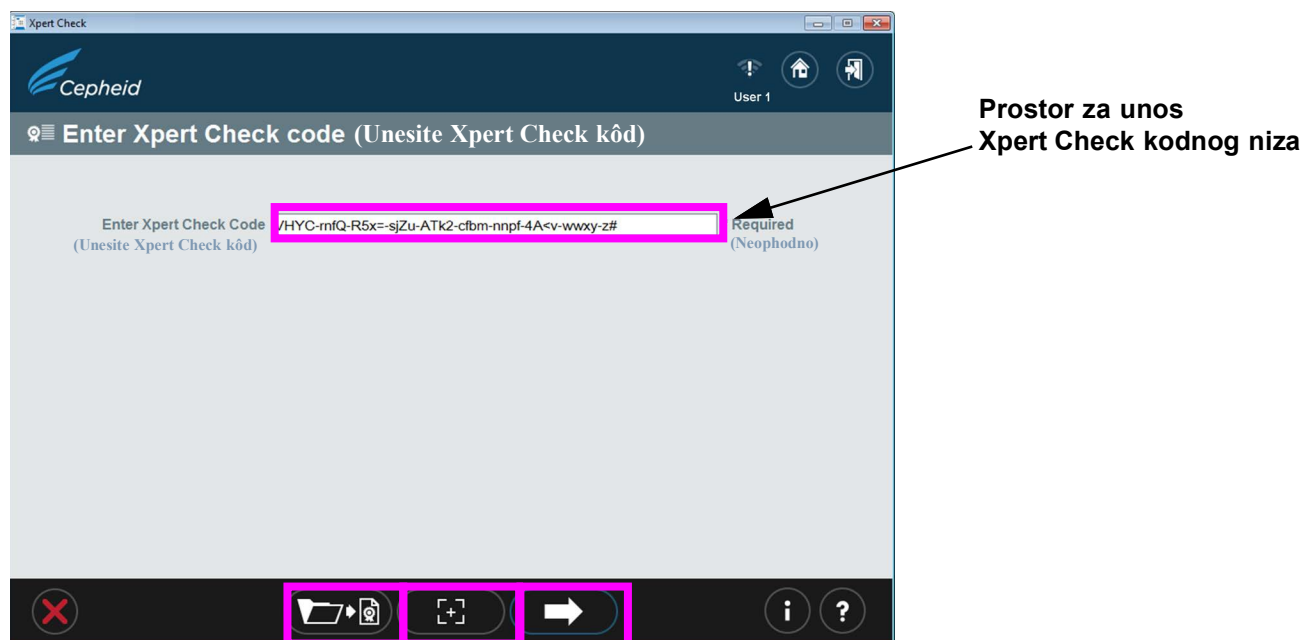 Xpert Check
Cepheid
User 1
Enter Xpert Check code (Unesite Xpert Check kôd)
Prostor za unos
Xpert Check kodnog niza
Enter Xpert Check Code
/HYC-rnfQ-R5x=-sjZu-ATk2-cfbm-nnpf-4A<v-wwxy-z#
Required
(Unesite Xpert Check kôd)
(Neophodno)
i
?